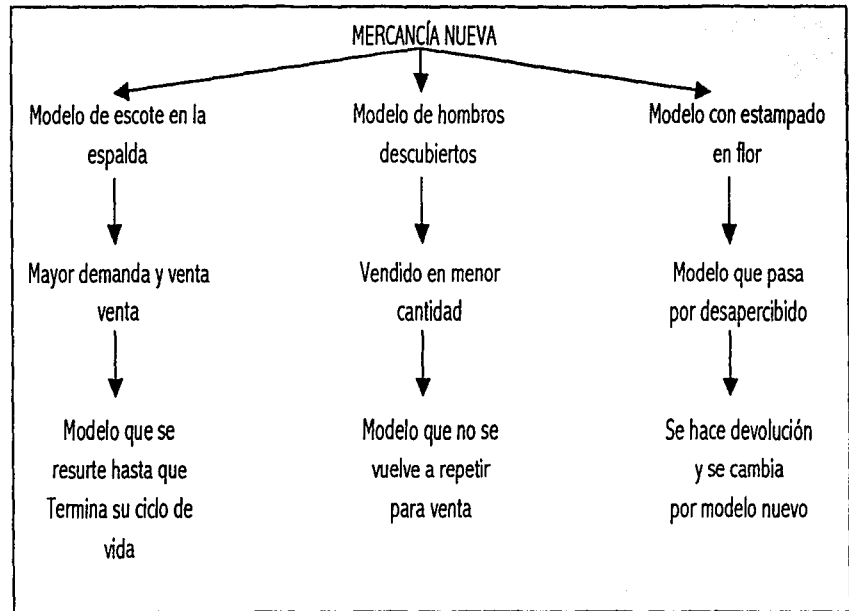 MERCANCÍA NUEVA
Modelo de escote en la
espalda
Mayor demanda y venta
venta
Modelo que se
resurte hasta que
Termina su ciclo de
vida
Modelo de hombros
descubiertos
Vendido en menor
cantidad
Modelo que no se
vuelve a repetir
para venta
Modelo con estampado
en flor
Modelo que pasa
por desapercibido
Se hace devolución
y se cambia
por modelo nuevo